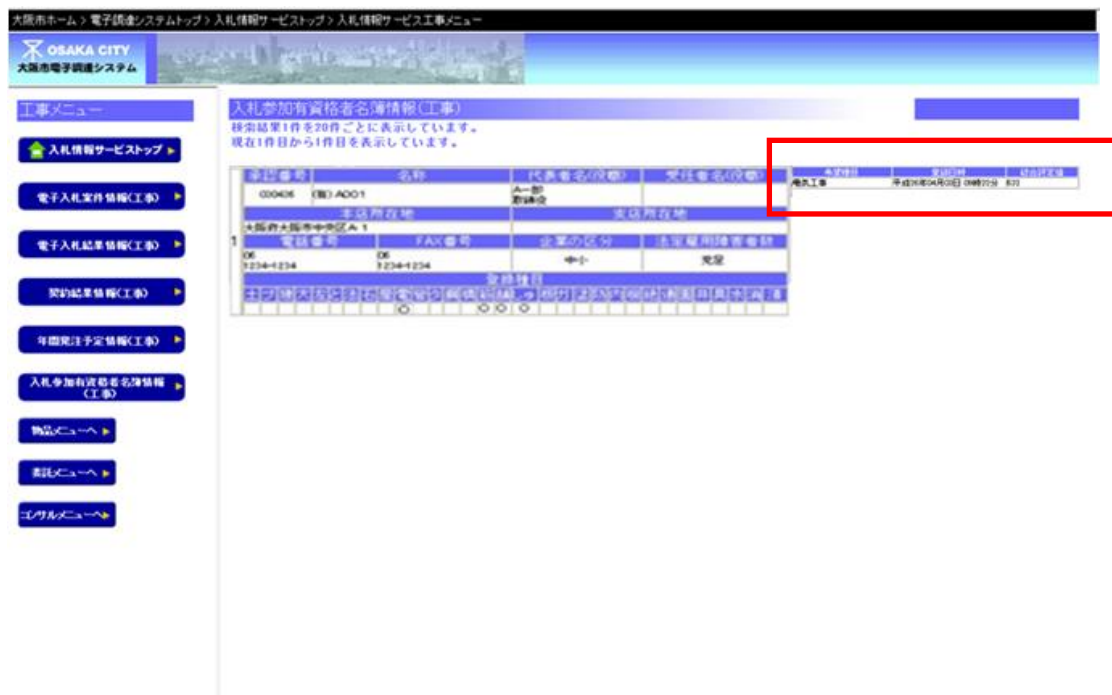 大阪市ホーム > 電子調達システムトップ > 入札情報サービストップ > 入札情報サービス工事メニュー
OSAKA CITY
大阪市電子調達システム
工事メニュー
入札情報サービストップ
電子入札案件情報(工事)
電子入札結果情報(工事)
契約結果情報(工事)
年間発注予定情報(工事)
入札参加有資格者名簿情報
(工事)
物品メニューへ
委託メニューへ
コンサルメニューへ
入札参加有資格者名簿情報(工事)
検索結果1件を20件ごとに表示しています。
現在1件目から1件目を表示しています。
承認番号 名称 代表者名(役職) 受任者名(役職)
(有) A001 A一郎
取締役
本店所在地 支店所在地
大阪府大阪市中央区A-1
1
電話番号 FAX番号 企業の区分 法定雇用障害者数
06
1234-1234
06
1234-1234
中小
充足
登録種目
希望種目 登録日時 総合評定値
電気工事